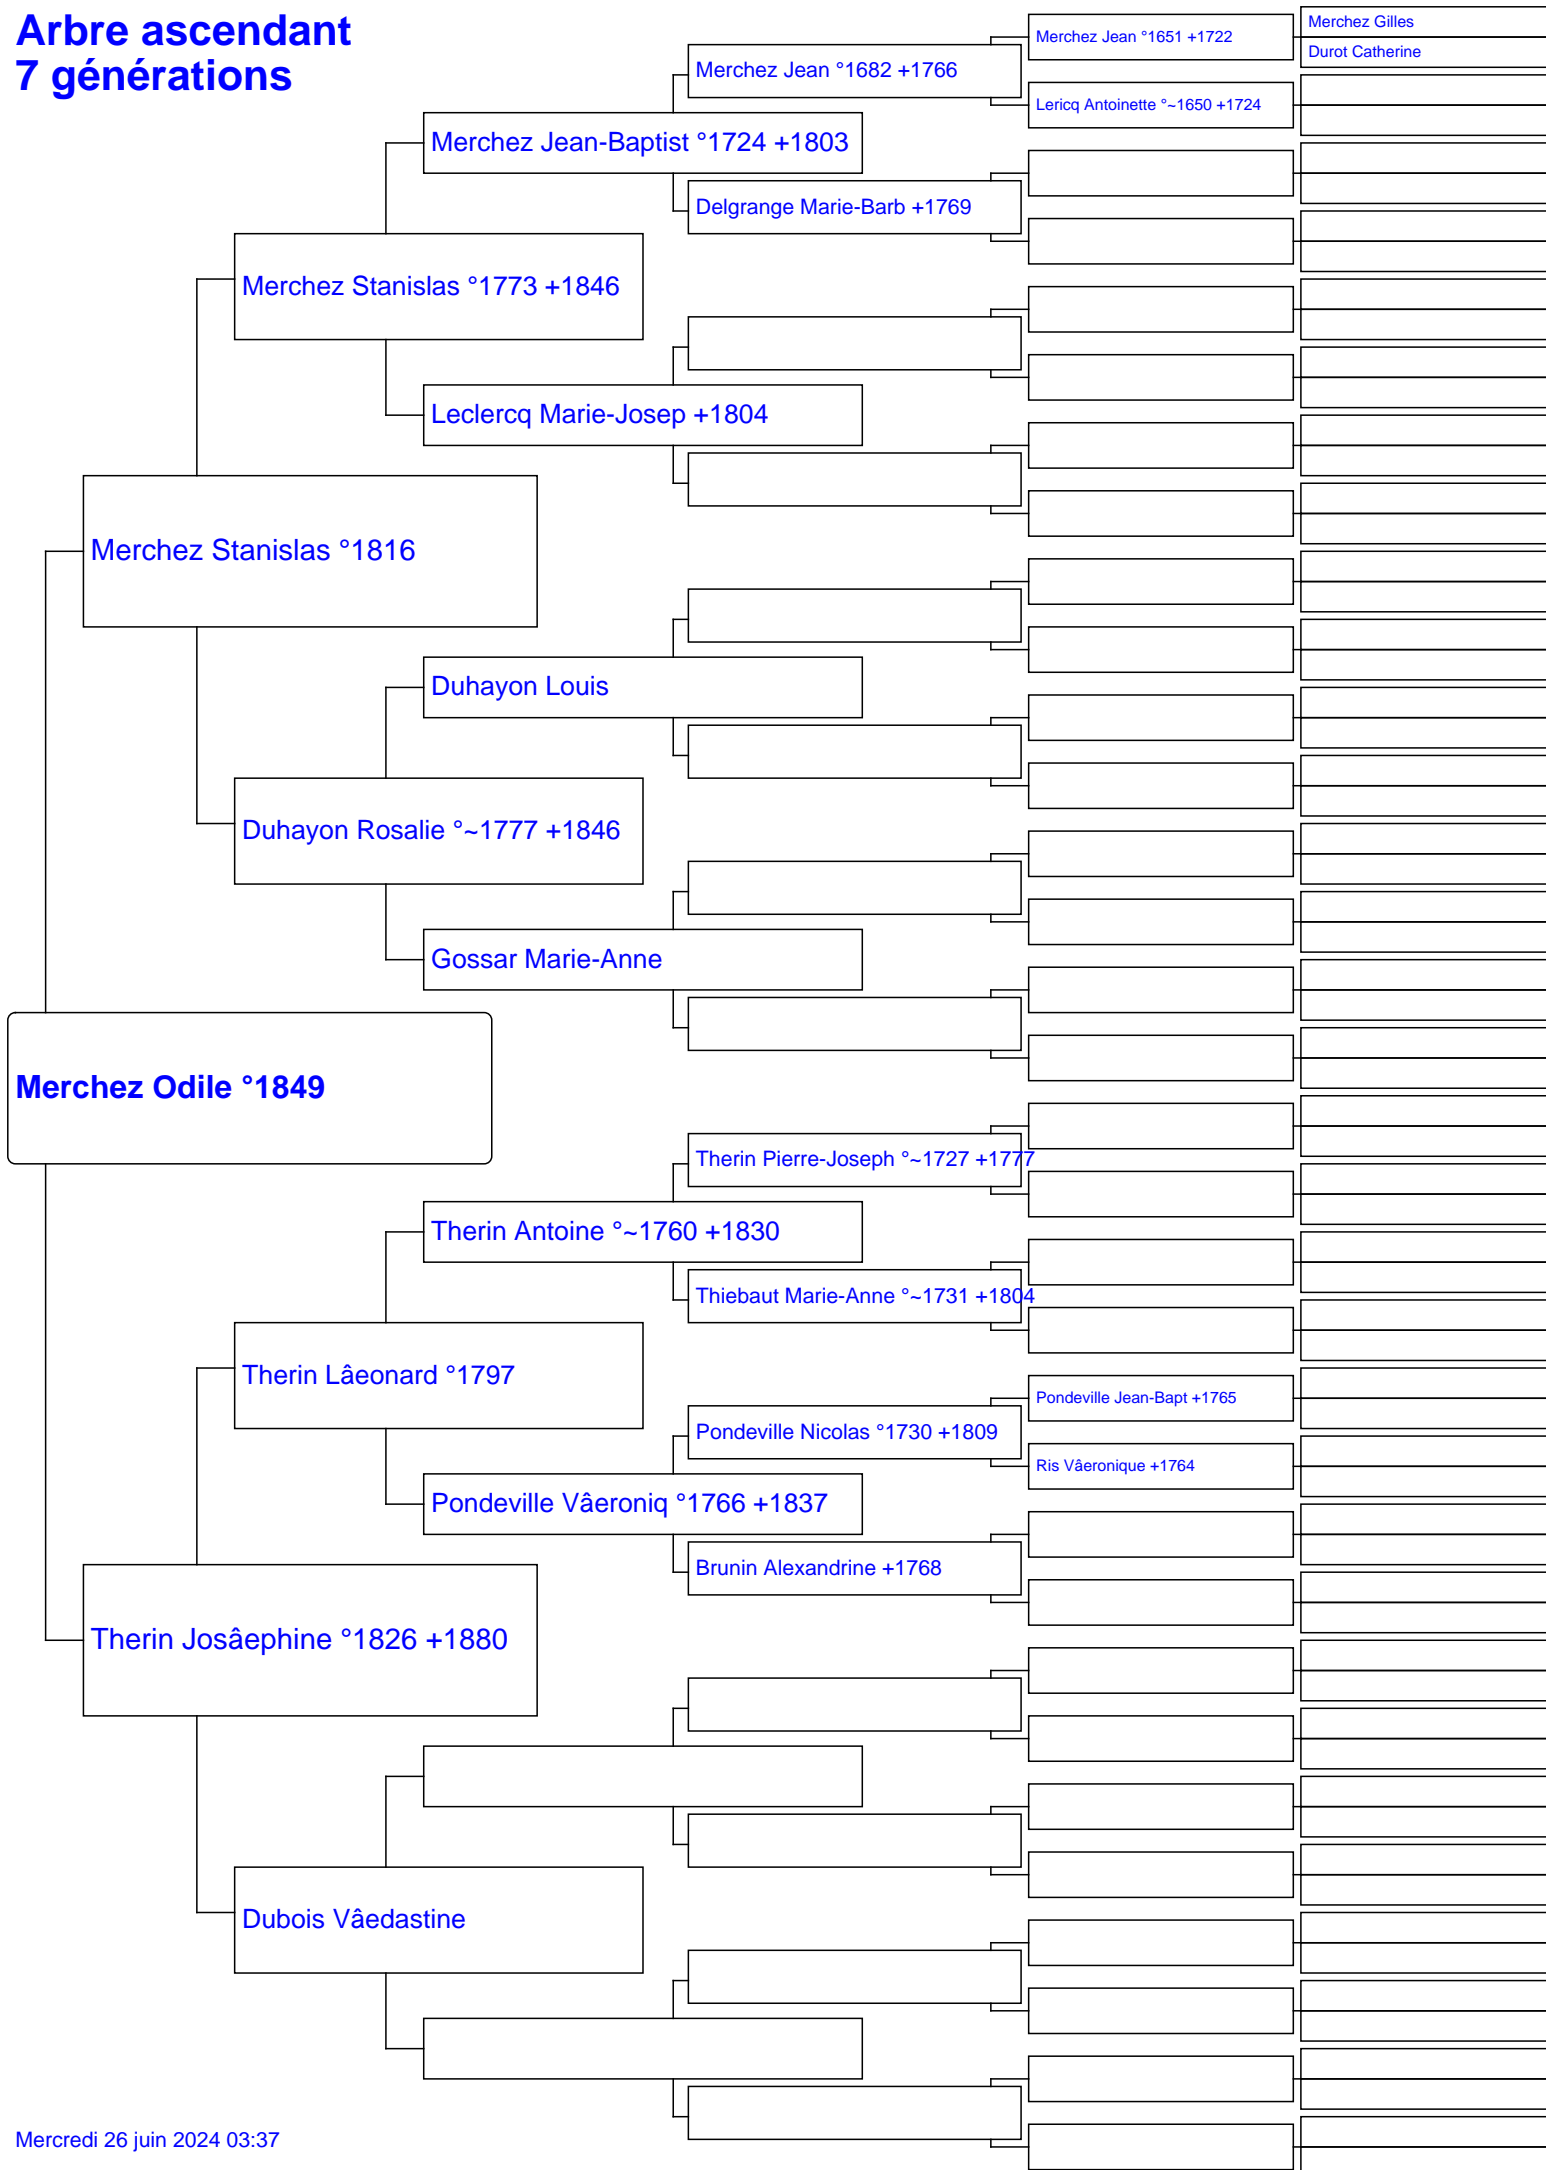 Arbre ascendant
7 générations
Merchez Gilles
Merchez Jean °1651 +1722
Durot Catherine
Merchez Jean °1682 +1766
Lericq Antoinette °~1650 +1724
Merchez Jean-Baptist °1724 +1803
Delgrange Marie-Barb +1769
Merchez Stanislas °1773 +1846
Leclercq Marie-Josep +1804
Merchez Stanislas °1816
Duhayon Louis
Duhayon Rosalie °~1777 +1846
Gossar Marie-Anne
Merchez Odile °1849
Therin Pierre-Joseph °~1727 +1777
Therin Antoine °~1760 +1830
Thiebaut Marie-Anne °~1731 +1804
Therin Lâeonard °1797
Pondeville Jean-Bapt +1765
Pondeville Nicolas °1730 +1809
Ris Vâeronique +1764
Pondeville Vâeroniq °1766 +1837
Brunin Alexandrine +1768
Therin Josâephine °1826 +1880
Dubois Vâedastine
Mercredi 26 juin 2024 03:37